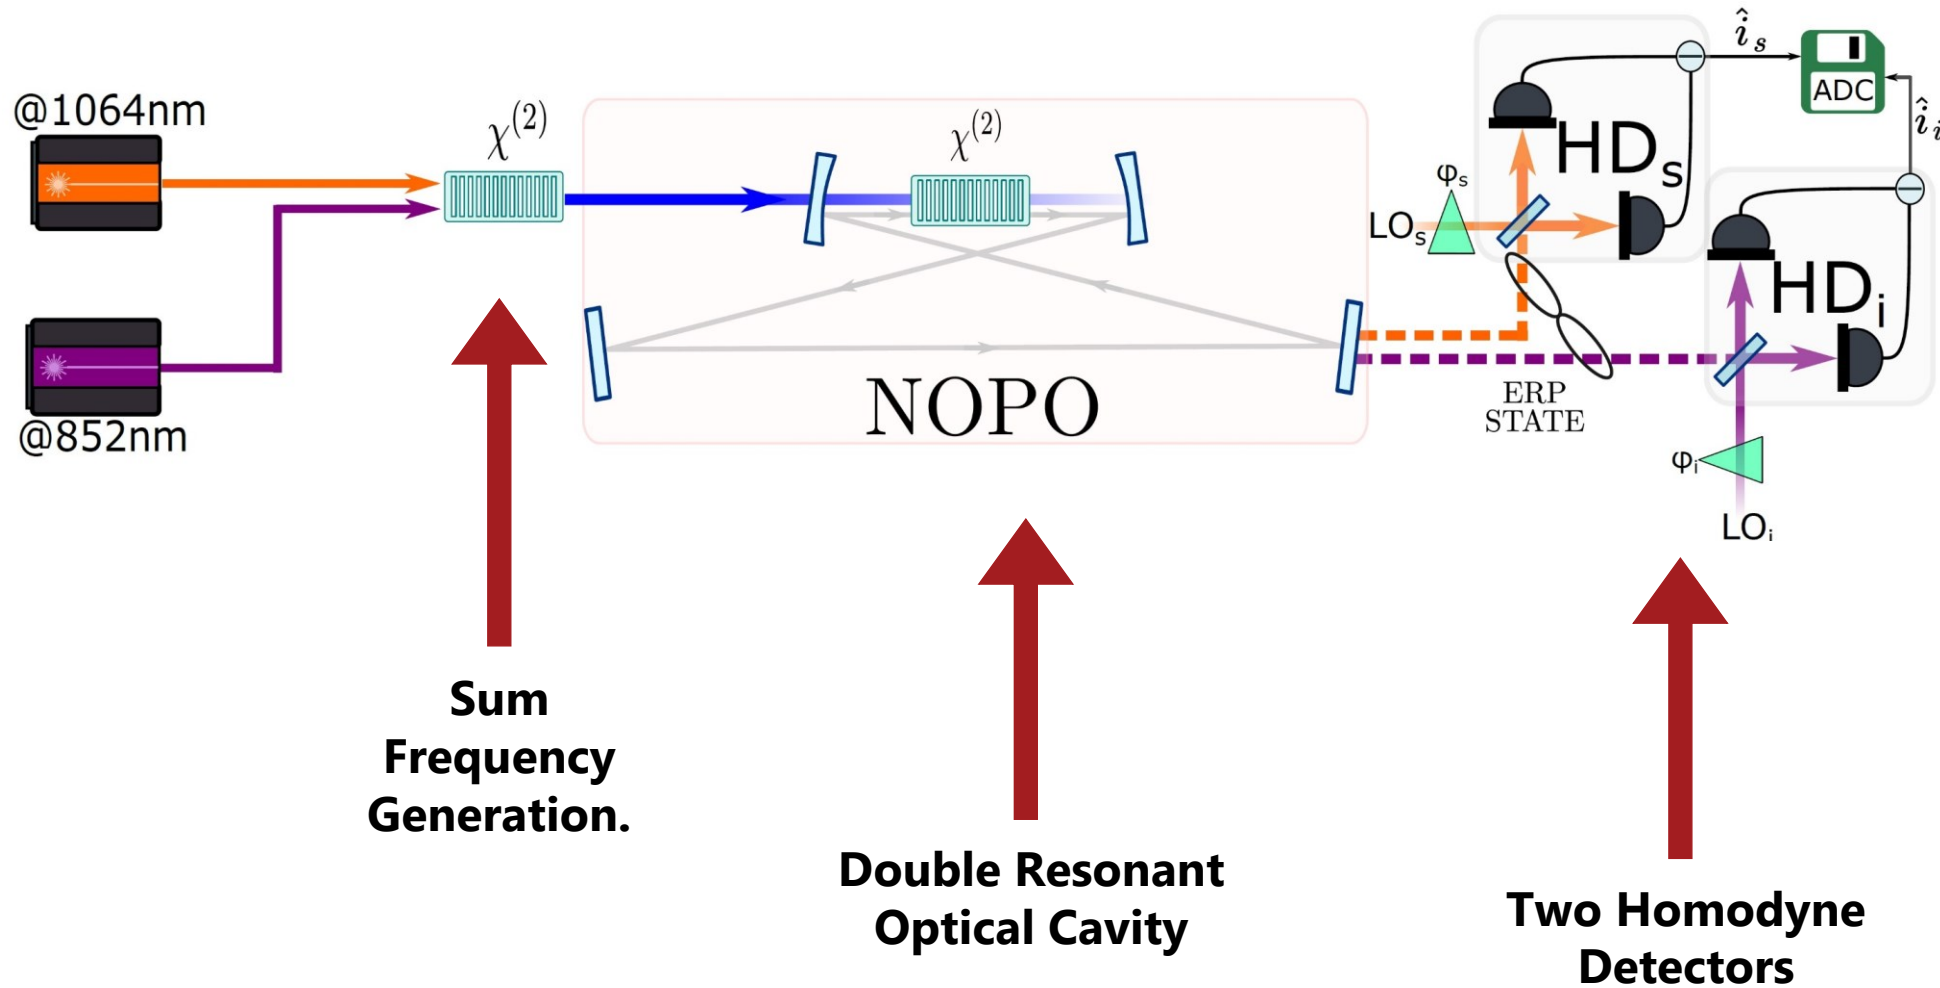 @1064nm
@852nm
χ(2)
χ(2)
NOPO
LOs
φs
HDs
îs
ADC
îi
HDi
ERP
STATE
φi
LOi
Sum
Frequency
Generation.
Double Resonant
Optical Cavity
Two Homodyne
Detectors